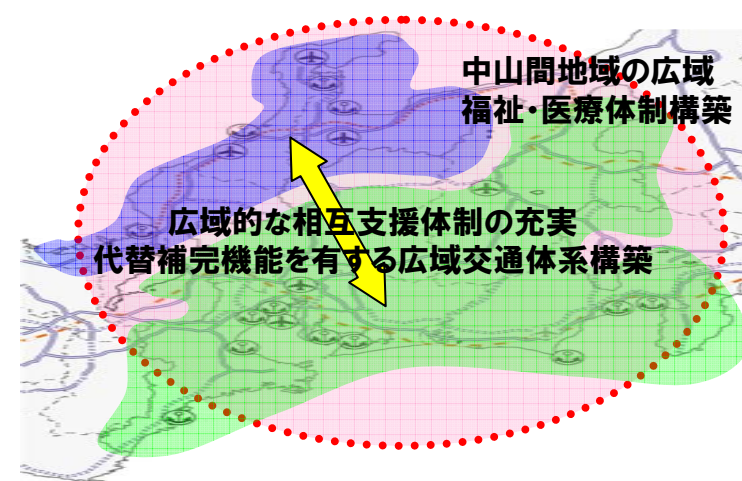 中山間地域の広域
福祉・医療体制構築
広域的な相互支援体制の充実
代替補完機能を有する広域交通体系構築